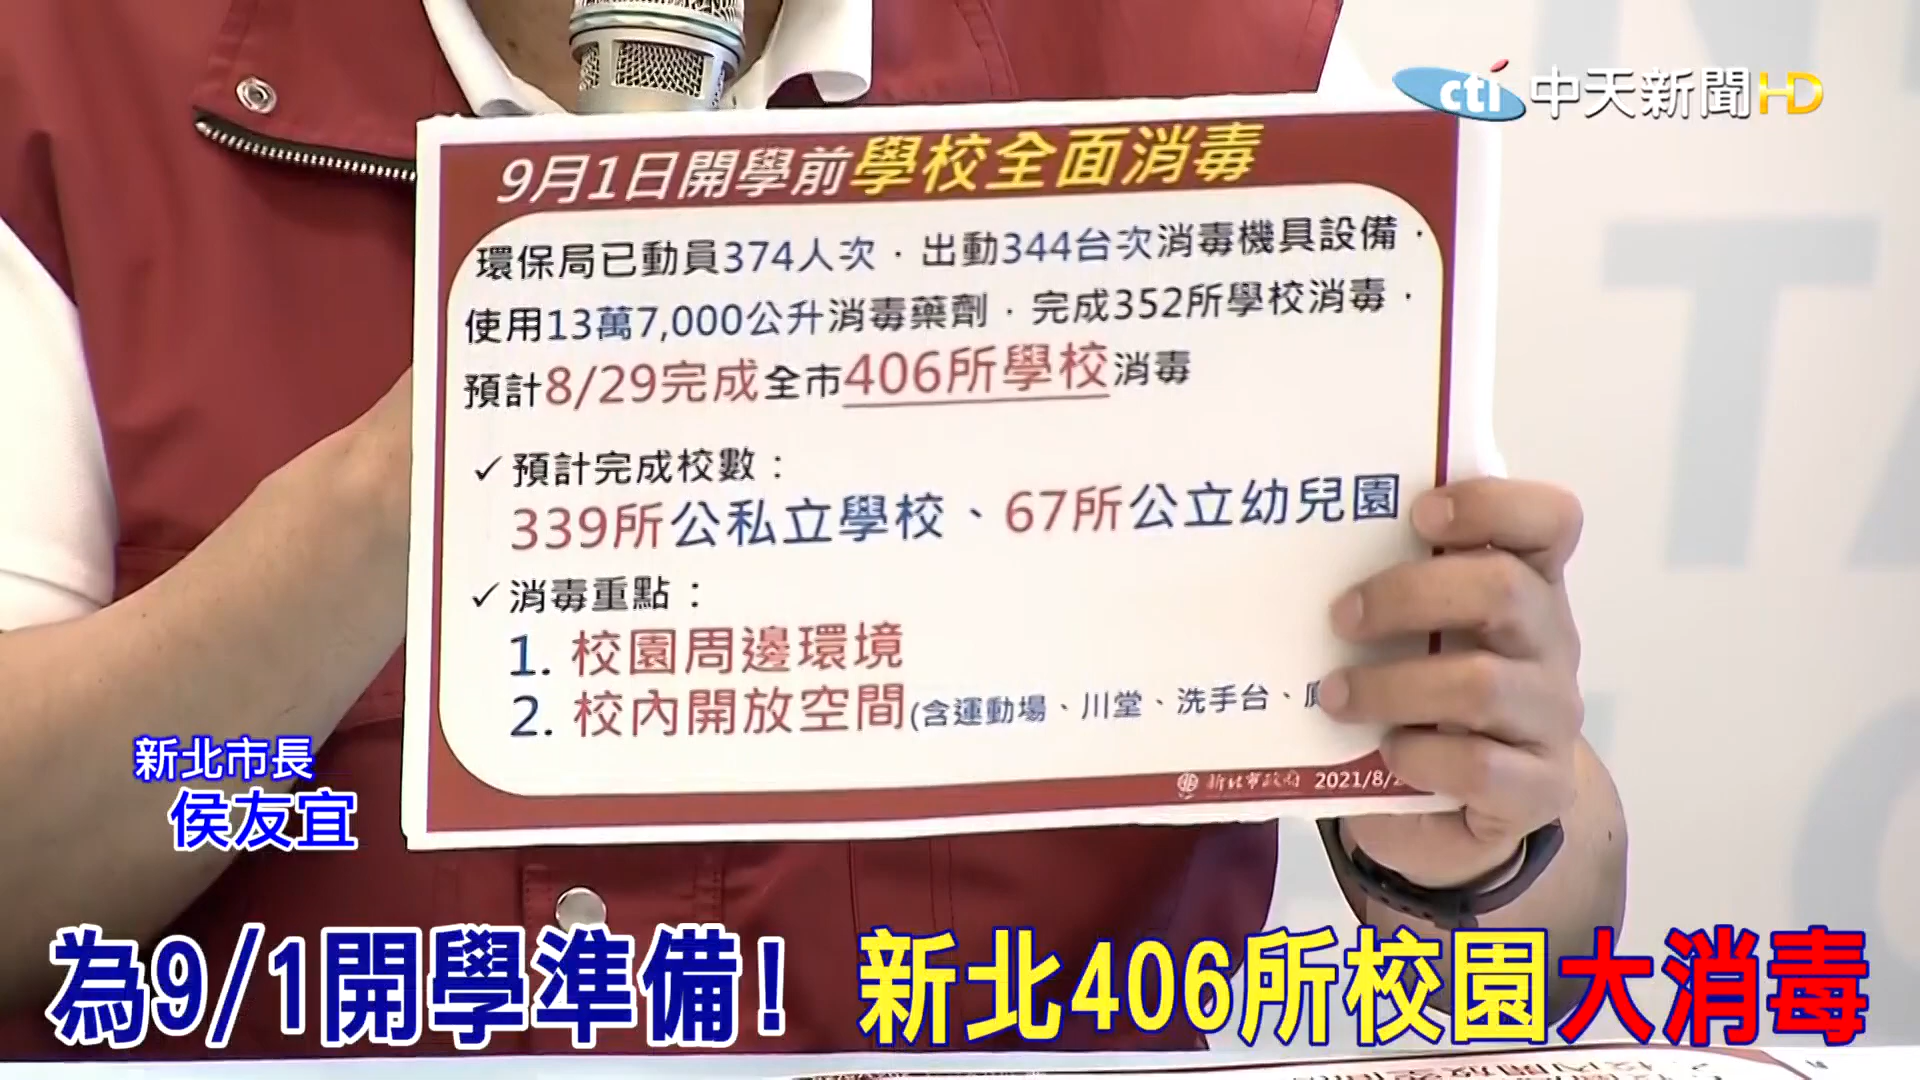 cti 中天新聞HD
9月1日開學前學校全面消毒
環保局已動員374人次，出動344台次消毒機具設備，
使用13萬7,000公升消毒藥劑，完成352所學校消毒，
預計8/29完成全市406所學校消毒
✓ 預計完成校數：
339所公私立學校、67所公立幼兒園
✓ 消毒重點：
1. 校園周邊環境
2. 校內開放空間(含運動場、川堂、洗手台、
新北市政府 2021/8/2
新北市長
侯友宜
為9/1開學準備! 新北406所校園大消毒